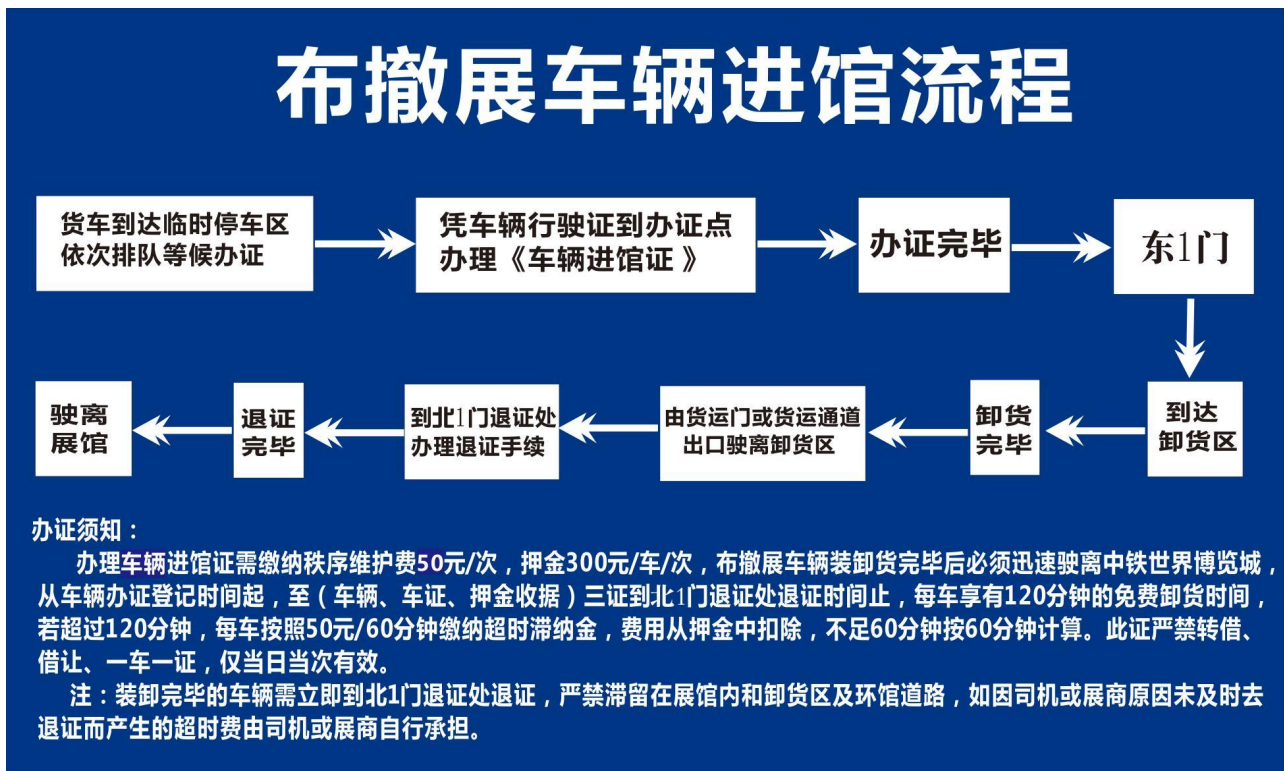 布撤展车辆进馆流程
货车到达临时停车区
依次排队等候办证
凭车辆行驶证到办证点
办理《车辆进馆证 》
办证完毕
东1门
到达
卸货区
卸货
完毕
由货运门或货运通道
出口驶离卸货区
到北1门退证处
办理退证手续
退证
完毕
驶离
展馆
办证须知：
办理车辆进馆证需缴纳秩序维护费50元/次，押金300元/车/次，布撤展车辆装卸货完毕后必须迅速驶离中铁世界博览城，
从车辆办证登记时间起，至（车辆、车证、押金收据）三证到北1门退证处退证时间止，每车享有120分钟的免费卸货时间，
若超过120分钟，每车按照50元/60分钟缴纳超时滞纳金，费用从押金中扣除，不足60分钟按60分钟计算。此证严禁转借、
借让、一车一证，仅当日当次有效。
注：装卸完毕的车辆需立即到北1门退证处退证，严禁滞留在展馆内和卸货区及环馆道路，如因司机或展商原因未及时去
退证而产生的超时费由司机或展商自行承担。